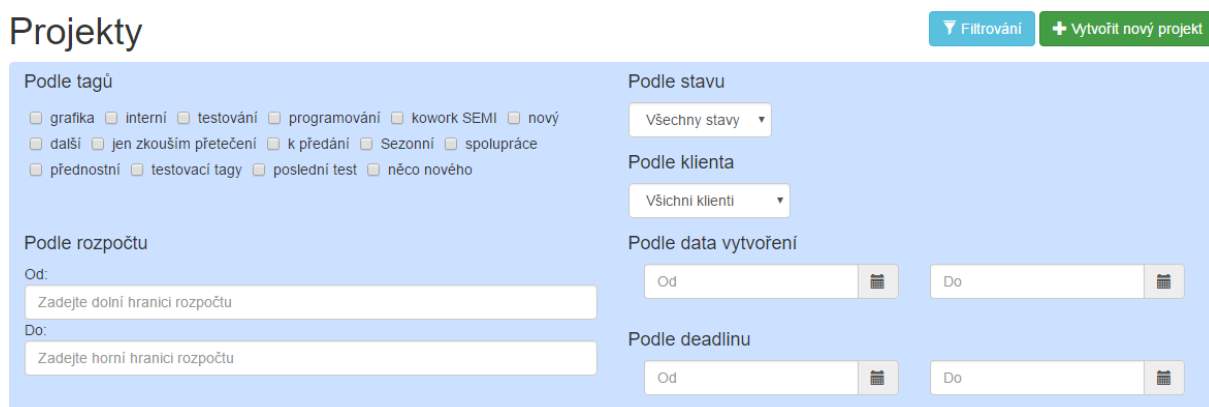 Projekty
Filtrování
Vytvořit nový projekt
Podle tagů
grafika interní testování programování kowork SEMI nový
další jen zkouším přetečení k předání Sezonní spolupráce
přednostní testovací tagy poslední test něco nového
Podle stavu
Všechny stavy
Podle klienta
Všichni klienti
Podle rozpočtu
Od:
Zadejte dolní hranici rozpočtu
Do:
Zadejte horní hranici rozpočtu
Podle data vytvoření
Od
Do
Podle deadlinu
Od
Do